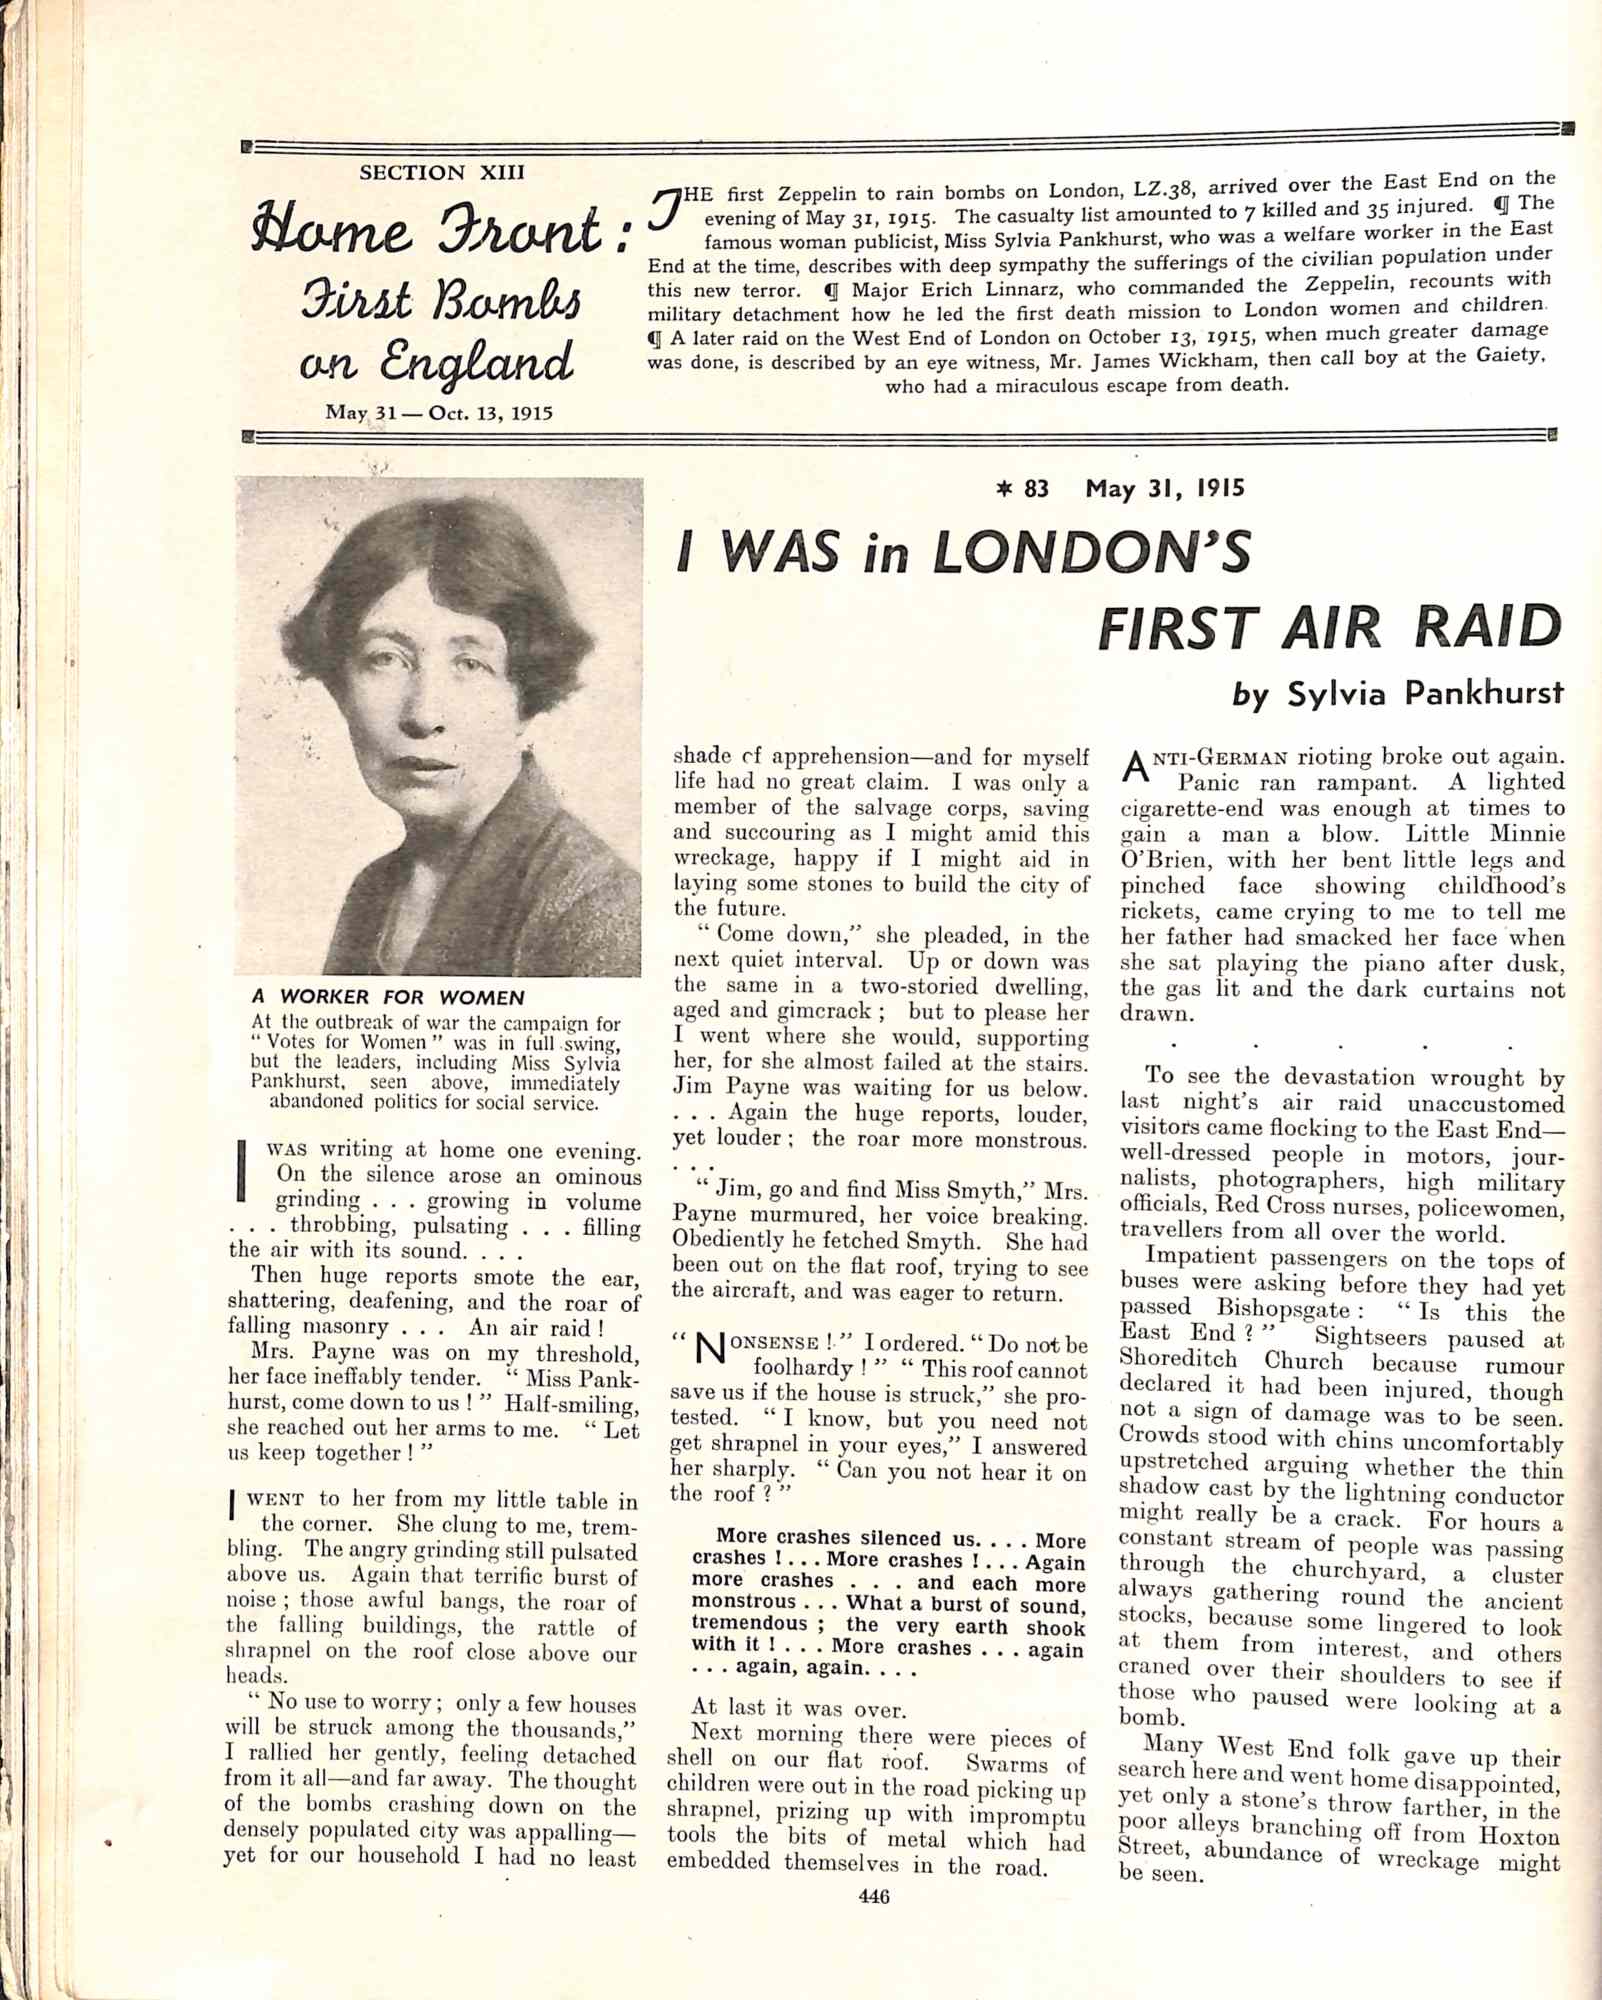 SECTION XIII
Home Front :
First Bombs
on England
May 31 — Oct. 13, 1915
THE first Zeppelin to rain bombs on London, LZ.38, arrived over the East End on the
evening of May 31, 1915. The casualty list amounted to 7 killed and 35 injured. ¶ The
famous woman publicist, Miss Sylvia Pankhurst, who was a welfare worker in the East
End at the time, describes with deep sympathy the sufferings of the civilian population under
this new terror. ¶ Major Erich Linnarz, who commanded the Zeppelin, recounts with
military detachment how he led the first death mission to London women and children.
¶ A later raid on the West End of London on October 13, 1915, when much greater damage
was done, is described by an eye witness, Mr. James Wickham, then call boy at the Gaiety,
who had a miraculous escape from death.
* 83 May 31, 1915
I WAS in LONDON'S
FIRST AIR RAID
by Sylvia Pankhurst
A WORKER FOR WOMEN
At the outbreak of war the campaign for
" Votes for Women " was in full swing,
but the leaders, including Miss Sylvia
Pankhurst, seen above, immediately
abandoned politics for social service.
I WAS writing at home one evening.
On the silence arose an ominous
grinding . . . growing in volume
. . . throbbing, pulsating . . . filling
the air with its sound. . . .
Then huge reports smote the ear,
shattering, deafening, and the roar of
falling masonry . . . An air raid !
Mrs. Payne was on my threshold,
her face ineffably tender. " Miss Pank-
hurst, come down to us ! " Half-smiling,
she reached out her arms to me. " Let
us keep together ! "
I WENT to her from my little table in
the corner. She clung to me, trem-
bling. The angry grinding still pulsated
above us. Again that terrific burst of
noise ; those awful bangs, the roar of
the falling buildings, the rattle of
shrapnel on the roof close above our
heads.
" No use to worry ; only a few houses
will be struck among the thousands,"
I rallied her gently, feeling detached
from it all—and far away. The thought
of the bombs crashing down on the
densely populated city was appalling—
yet for our household I had no least
shade of apprehension—and for myself
life had no great claim. I was only a
member of the salvage corps, saving
and succouring as I might amid this
wreckage, happy if I might aid in
laying some stones to build the city of
the future.
" Come down," she pleaded, in the
next quiet interval. Up or down was
the same in a two-storied dwelling,
aged and gimcrack ; but to please her
I went where she would, supporting
her, for she almost failed at the stairs.
Jim Payne was waiting for us below.
. . . Again the huge reports, louder,
yet louder ; the roar more monstrous.
. . .
" Jim, go and find Miss Smyth," Mrs.
Payne murmured, her voice breaking.
Obediently he fetched Smyth. She had
been out on the flat roof, trying to see
the aircraft, and was eager to return.
" NONSENSE ! " I ordered. " Do not be
foolhardy ! " " This roof cannot
save us if the house is struck," she pro-
tested. " I know, but you need not
get shrapnel in your eyes," I answered
her sharply. " Can you not hear it on
the roof ? "
More crashes silenced us. . . . More
crashes ! . . . More crashes ! . . . Again
more crashes . . . and each more
monstrous . . . What a burst of sound,
tremendous ; the very earth shook
with it ! . . . More crashes . . . again
. . . again, again. . . .
At last it was over.
Next morning there were pieces of
shell on our flat roof. Swarms of
children were out in the road picking up
shrapnel, prizing up with impromptu
tools the bits of metal which had
embedded themselves in the road.
ANTI-GERMAN rioting broke out again.
Panic ran rampant. A lighted
cigarette-end was enough at times to
gain a man a blow. Little Minnie
O'Brien, with her bent little legs and
pinched face showing childhood's
rickets, came crying to me to tell me
her father had smacked her face when
she sat playing the piano after dusk,
the gas lit and the dark curtains not
drawn.
. . . . .
To see the devastation wrought by
last night's air raid unaccustomed
visitors came flocking to the East End—
well-dressed people in motors, jour-
nalists, photographers, high military
officials, Red Cross nurses, policewomen,
travellers from all over the world.
Impatient passengers on the tops of
buses were asking before they had yet
passed Bishopsgate : " Is this the
East End ? " Sightseers paused at
Shoreditch Church because rumour
declared it had been injured, though
not a sign of damage was to be seen.
Crowds stood with chins uncomfortably
upstretched arguing whether the thin
shadow cast by the lightning conductor
might really be a crack. For hours a
constant stream of people was passing
through the churchyard, a cluster
always gathering round the ancient
stocks, because some lingered to look
at them from interest, and others
craned over their shoulders to see if
those who paused were looking at a
bomb.
Many West End folk gave up their
search here and went home disappointed,
yet only a stone's throw farther, in the
poor alleys branching off from Hoxton
Street, abundance of wreckage might
be seen.
446